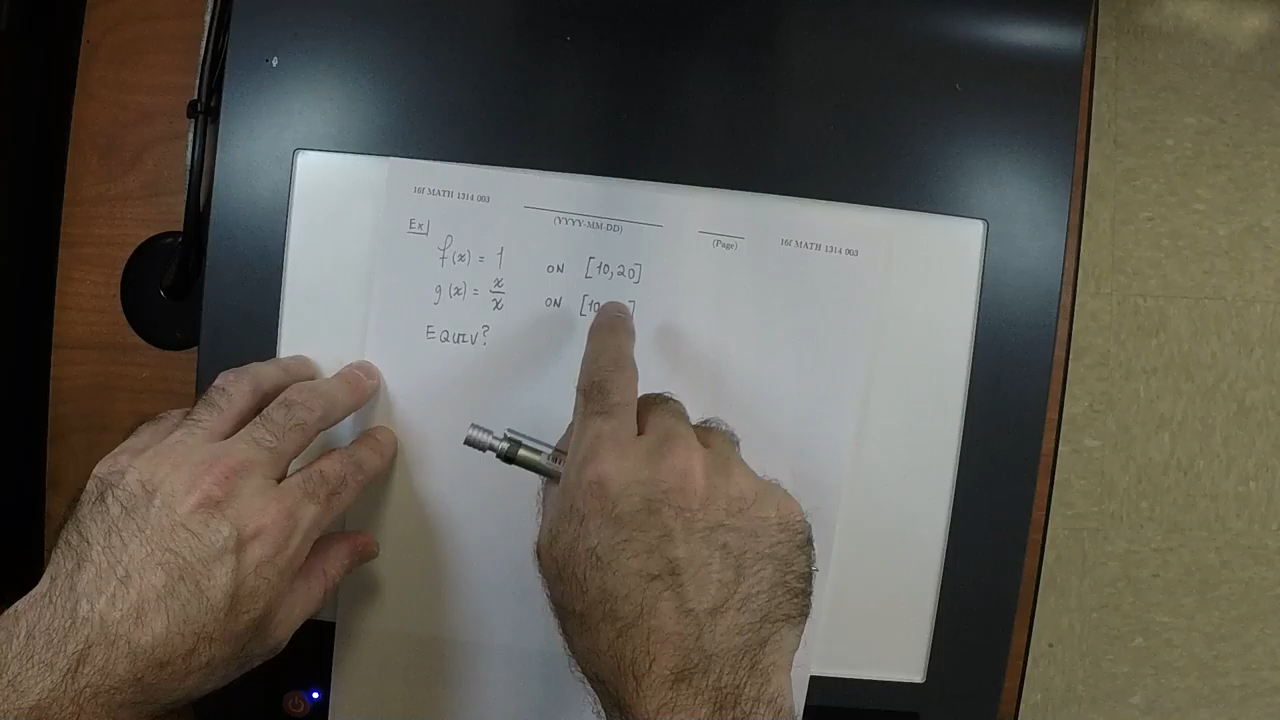 16f MATH 1314 003
(YYYY-MM-DD)
(Page)
16f MATH 1314 003
Ex
f(x) = 1 ON [10,20]
g(x) = x/x ON [10 ]
EQUIV?